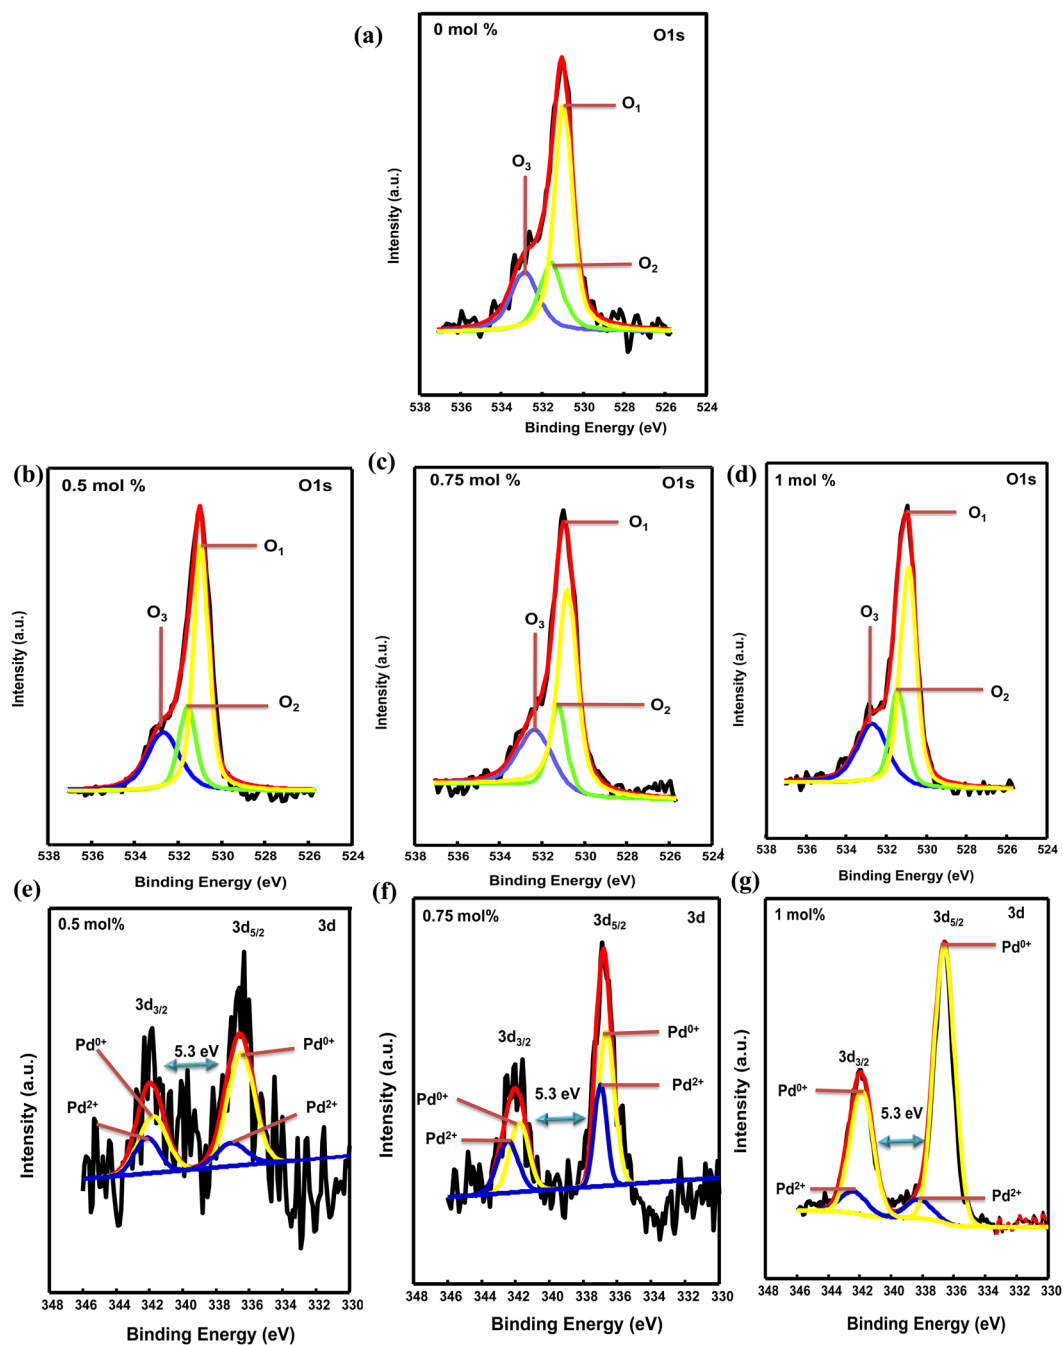 (a)
0 mol %
O1s
O1
O3
O2
Intensity (a.u.)
538 536 534 532 530 528 526 524
Binding Energy (eV)
(b)
0.5 mol %
O1s
O1
O3
O2
Intensity (a.u.)
538 536 534 532 530 528 526 524
Binding Energy (eV)
(c)
0.75 mol %
O1s
O1
O3
O2
Intensity (a.u.)
538 536 534 532 530 528 526 524
Binding Energy (eV)
(d)
1 mol %
O1s
O1
O3
O2
Intensity (a.u.)
538 536 534 532 530 528 526 524
Binding Energy (eV)
(e)
0.5 mol%
3d5/2
3d
3d3/2
Pd0+
5.3 eV
Pd0+
Pd2+
Pd2+
Intensity (a.u.)
348 346 344 342 340 338 336 334 332 330
Binding Energy (eV)
(f)
0.75 mol%
3d5/2
3d
3d3/2
Pd0+
5.3 eV
Pd2+
Pd0+
Pd2+
Intensity (a.u.)
348 346 344 342 340 338 336 334 332 330
Binding Energy (eV)
(g)
1 mol%
3d5/2
3d
Pd0+
3d3/2
Pd0+
5.3 eV
Pd2+
Pd2+
Intensity (a.u.)
348 346 344 342 340 338 336 334 332 330
Binding Energy (eV)